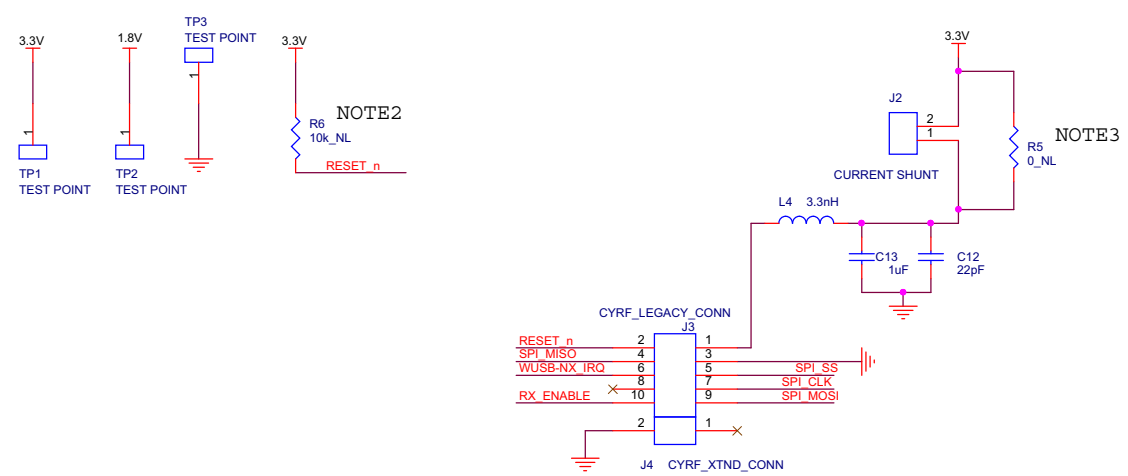 TP3
TEST POINT
3.3V
1.8V
3.3V
3.3V
1
1
1
R6
10k_NL
NOTE2
RESET_n
TP1
TEST POINT
TP2
TEST POINT
J2
2
1
CURRENT SHUNT
R5
0_NL
NOTE3
L4 3.3nH
C13
1uF
C12
22pF
CYRF_LEGACY_CONN
J3
RESET_n 2 1
SPI_MISO 4 3
WUSB-NX_IRQ 6 5 SPI_SS
8 7 SPI_CLK
RX_ENABLE 10 9 SPI_MOSI
2 1
J4 CYRF_XTND_CONN